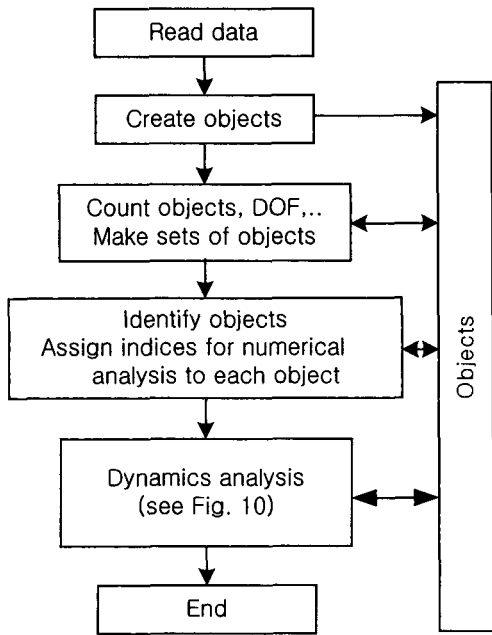 Read data
Create objects
Count objects, DOF,..
Make sets of objects
Identify objects
Assign indices for numerical
analysis to each object
Dynamics analysis
(see Fig. 10)
End
Objects